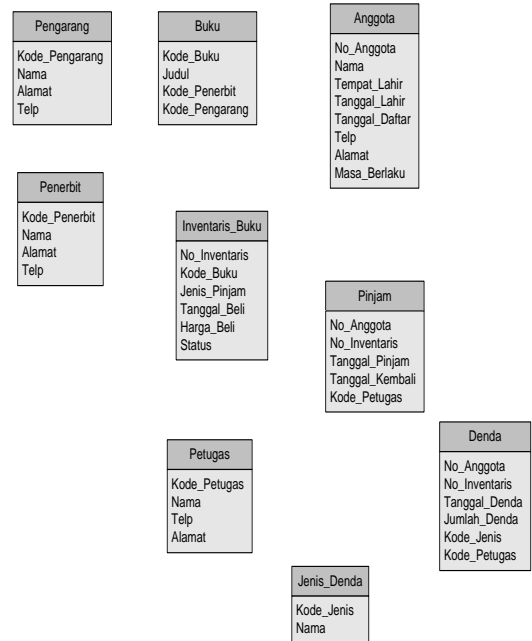 Pengarang
Kode_Pengarang
Nama
Alamat
Telp
Buku
Kode_Buku
Judul
Kode_Penerbit
Kode_Pengarang
Anggota
No_Anggota
Nama
Tempat_Lahir
Tanggal_Lahir
Tanggal_Daftar
Telp
Alamat
Masa_Berlaku
Penerbit
Kode_Penerbit
Nama
Alamat
Telp
Inventaris_Buku
No_Inventaris
Kode_Buku
Jenis_Pinjam
Tanggal_Beli
Harga_Beli
Status
Pinjam
No_Anggota
No_Inventaris
Tanggal_Pinjam
Tanggal_Kembali
Kode_Petugas
Petugas
Kode_Petugas
Nama
Telp
Alamat
Denda
No_Anggota
No_Inventaris
Tanggal_Denda
Jumlah_Denda
Kode_Jenis
Kode_Petugas
Jenis_Denda
Kode_Jenis
Nama